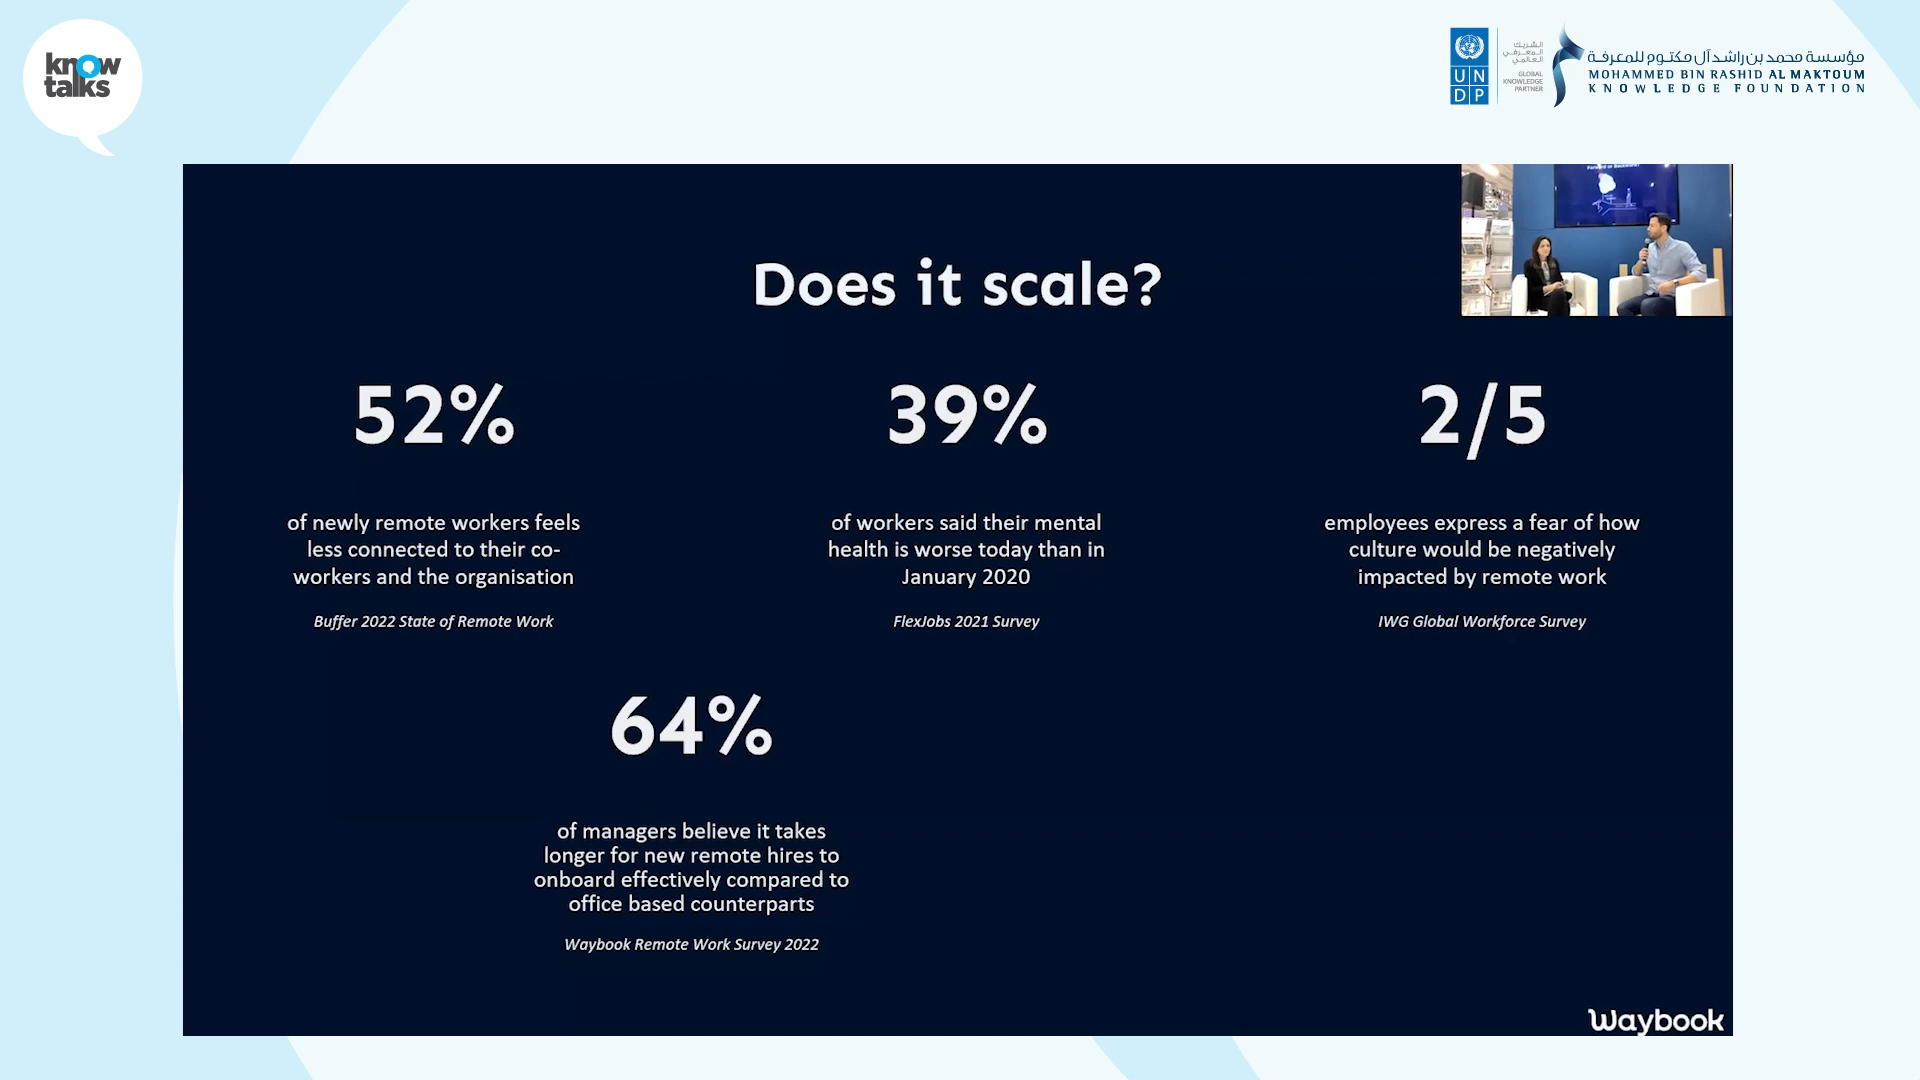 know
talks
UN
DP
الشريك
المعرفي
العالمي
GLOBAL
KNOWLEDGE
PARTNER
مؤسسة محمد بن راشد آل مكتوم للمعرفة
MOHAMMED BIN RASHID AL MAKTOUM
KNOWLEDGE FOUNDATION
Does it scale?
52%
of newly remote workers feels
less connected to their co-
workers and the organisation
Buffer 2022 State of Remote Work
39%
of workers said their mental
health is worse today than in
January 2020
FlexJobs 2021 Survey
2/5
employees express a fear of how
culture would be negatively
impacted by remote work
IWG Global Workforce Survey
64%
of managers believe it takes
longer for new remote hires to
onboard effectively compared to
office based counterparts
Waybook Remote Work Survey 2022
Waybook